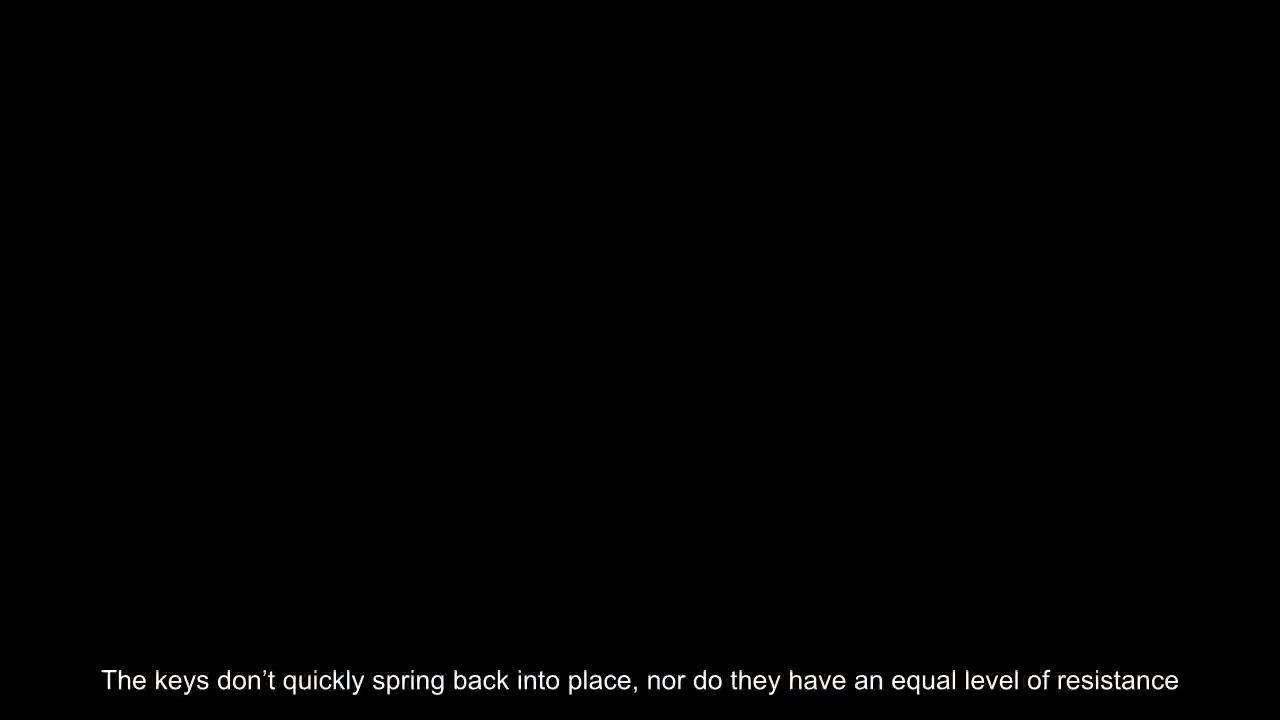 The keys don’t quickly spring back into place, nor do they have an equal level of resistance